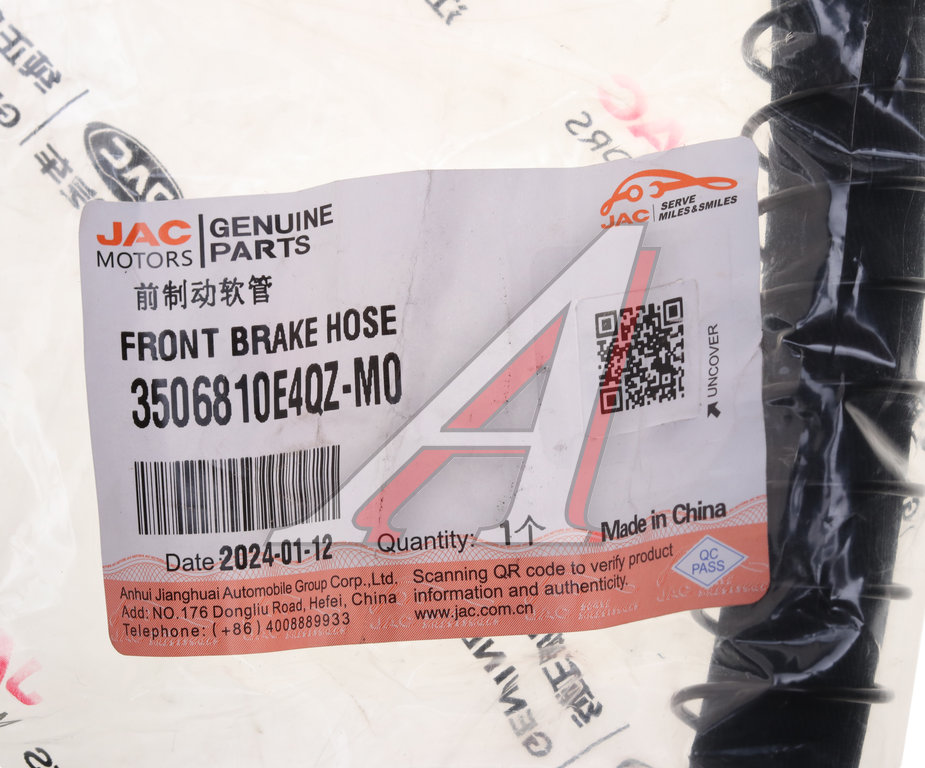 JAC
MOTORS
GENUINE
PARTS
JAC
SERVE
MILES&SMILES
前制动软管
FRONT BRAKE HOSE
3506810E4QZ-M0
UNCOVER
Date 2024-01-12
Quantity: 1个
Made in China
QC
PASS
Anhui Jianghuai Automobile Group Corp.,Ltd.
Add: NO.176 Dongliu Road, Hefei, China
Telephone: (+86) 4008889933
Scanning QR code to verify product
information and authenticity.
www.jac.com.cn